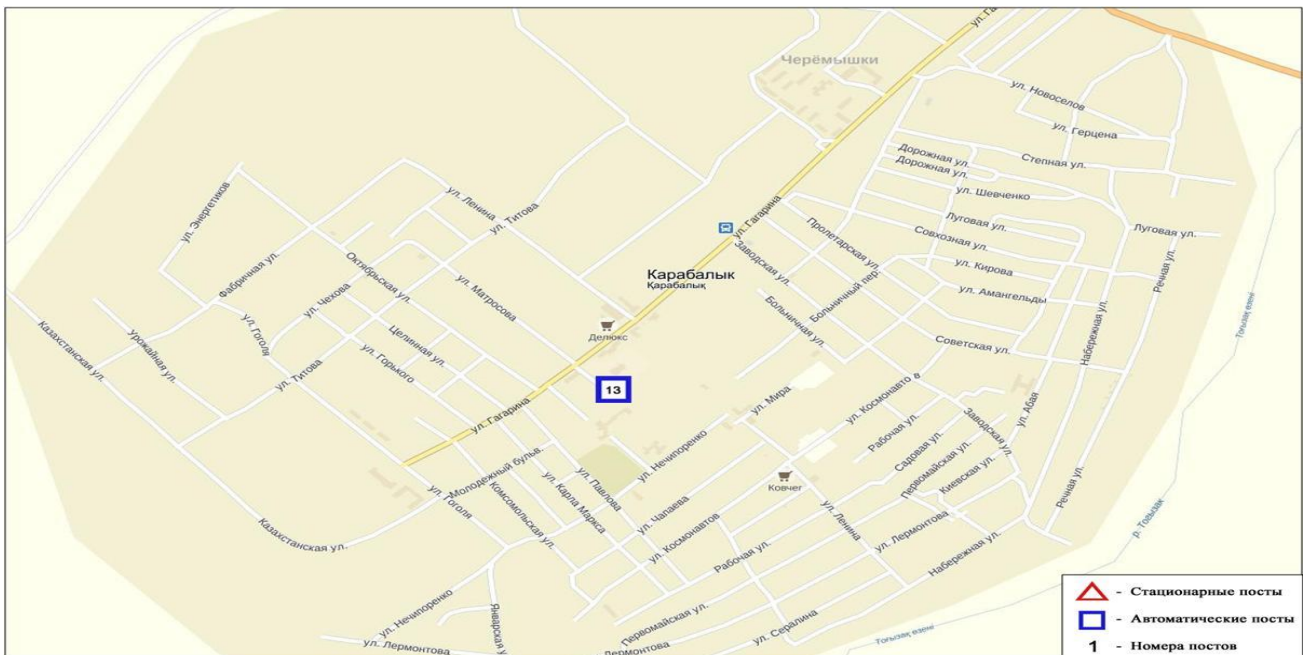 ул. Га
Черёмышки
ул. Новоселов
ул. Герцена
Дорожная ул.
Дорожная ул.
Степная ул.
ул. Энергетиков
ул. Ленина
ул. Титова
ул. Шевченко
Луговая ул.
Луговая ул.
ул. Гагарина
Пролетарская ул.
Совхозная ул.
Заводская ул.
Октябрьская ул.
Фабричная ул.
Карабалык
Қарабалық
ул. Кирова
Речная ул.
Больничный пер.
ул. Чехова
ул. Матросова
Больничная ул.
ул. Амангельды
Набережная ул.
Тоғызақ өзені
Казахстанская ул.
Урожайная ул.
ул. Гоголя
Целинная ул.
ул. Горького
Делюкс
Советская ул.
ул. Титова
13
ул. Гагарина
ул. Мира
ул. Космонавто в
Заводская ул.
ул. Абая
Рабочая ул.
Садовая ул.
ул. Нечипоренко
Первомайская ул.
Киевская ул.
Молодежный бульв.
ул. Павлова
ул. Карла Маркса
Комсомольская ул.
ул. Гоголя
Ковчег
Речная ул.
ул. Чапаева
ул. Ленина
Казахстанская ул.
ул. Космонавтов
ул. Лермонтова
р. Тогызак
Рабочая ул.
Набережная ул.
ул. Нечипоренко
Январская у
Первомайская ул.
ул. Сералина
Тоғызақ өзені
ул. Лермонтова
Лермонтова
- Стационарные посты
- Автоматические посты
1 - Номера постов